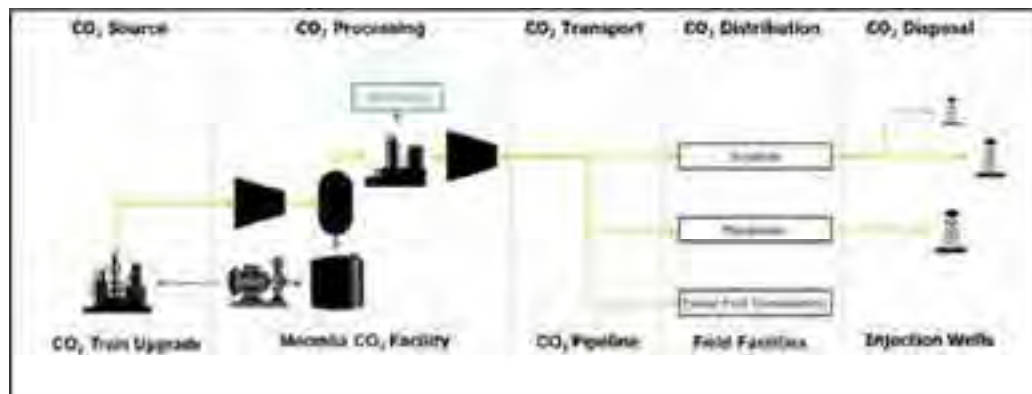 CO₂ Source
CO₂ Processing
CO₂ Transport
CO₂ Distribution
CO₂ Disposal
CO₂ Train Upgrade
Moomba CO₂ Facility
CO₂ Pipeline
Field Facilities
Injection Wells